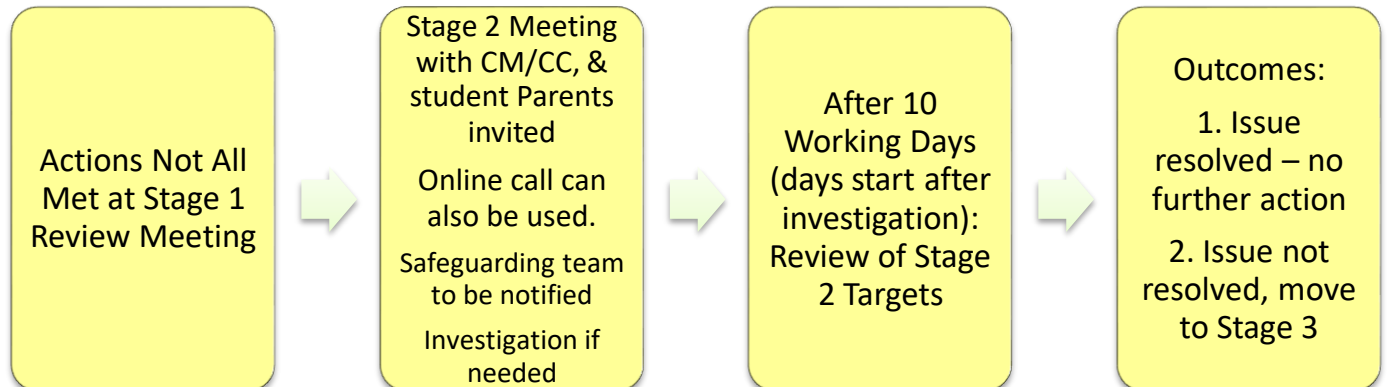 Actions Not All
Met at Stage 1
Review Meeting
Stage 2 Meeting
with CM/CC, &
student Parents
invited
Online call can
also be used.
Safeguarding team
to be notified
Investigation if
needed
After 10
Working Days
(days start after
investigation):
Review of Stage
2 Targets
Outcomes:
1. Issue
resolved – no
further action
2. Issue not
resolved, move
to Stage 3